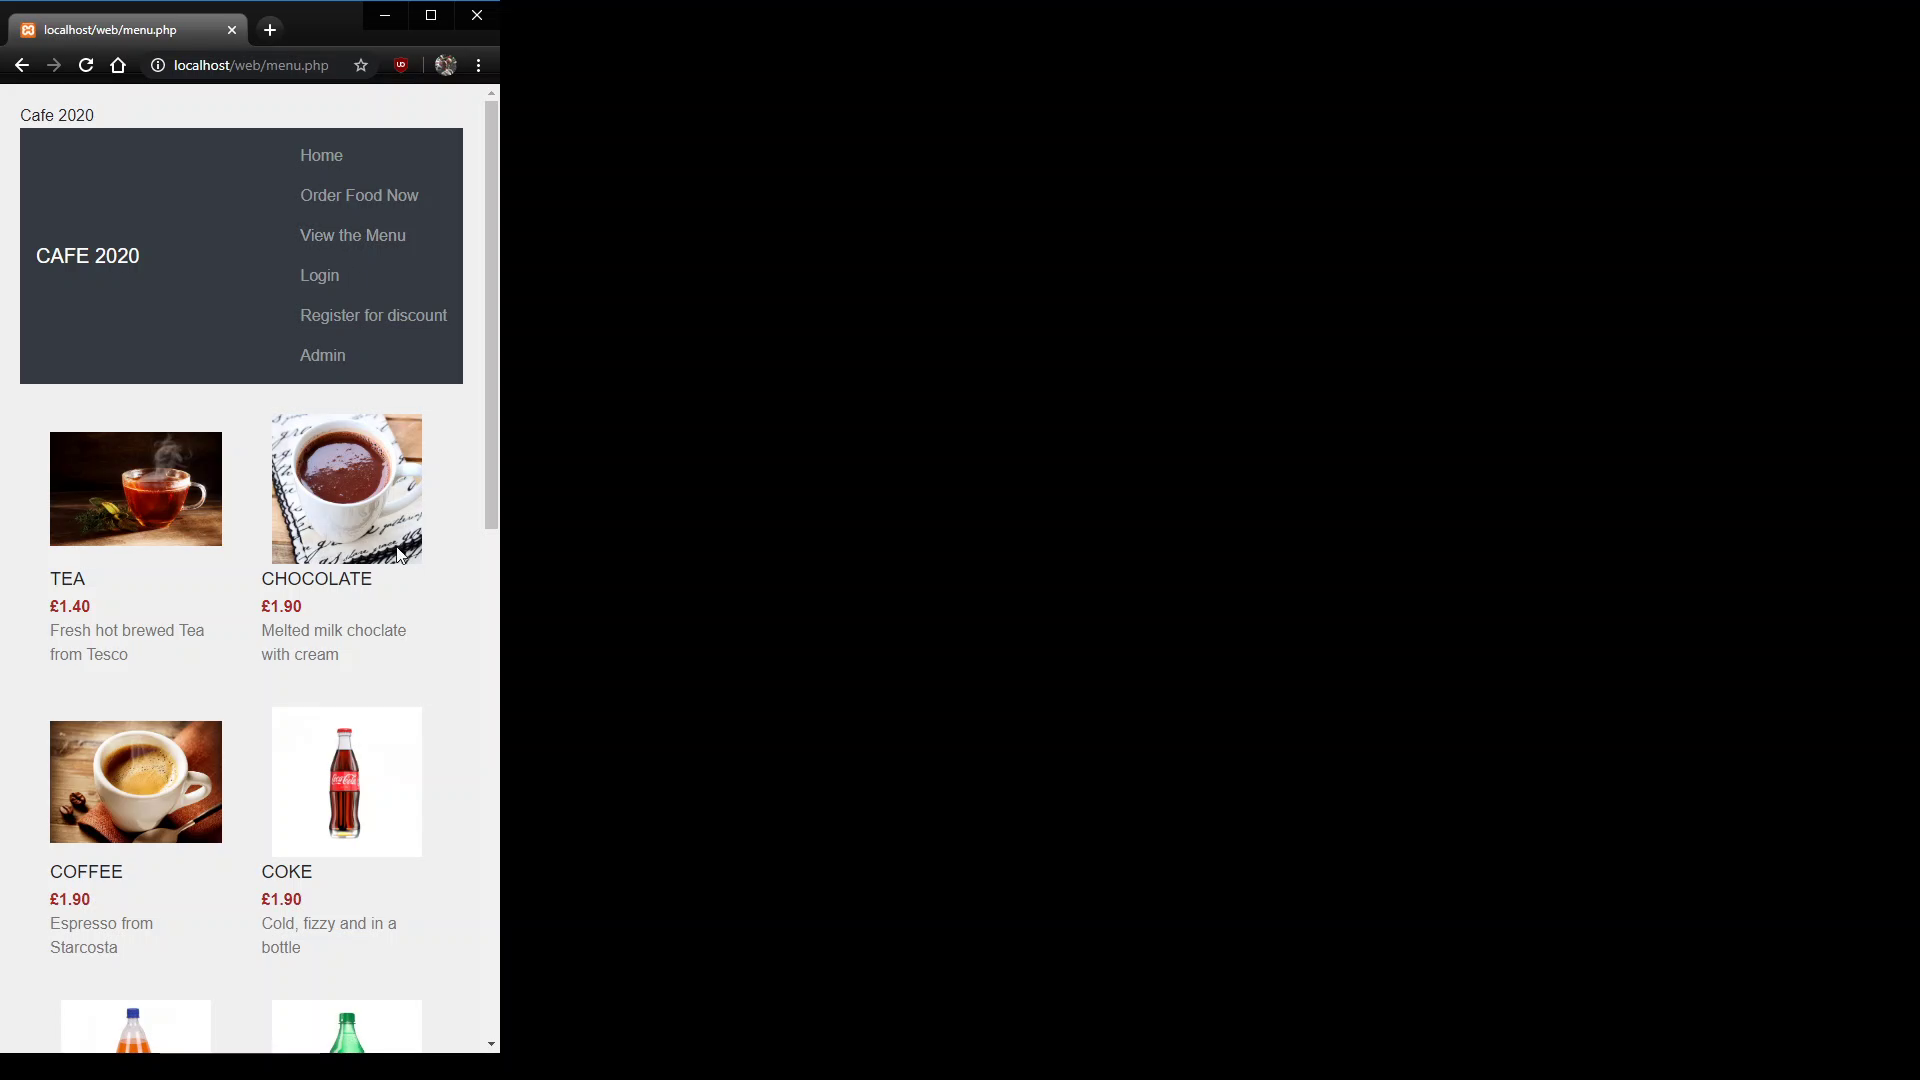 localhost/web/menu.php
localhost/web/menu.php
Cafe 2020
Home
Order Food Now
View the Menu
CAFE 2020
Login
Register for discount
Admin
TEA
£1.40
Fresh hot brewed Tea
from Tesco
CHOCOLATE
£1.90
Melted milk choclate
with cream
Coca-Cola
COFFEE
£1.90
Espresso from
Starcosta
COKE
£1.90
Cold, fizzy and in a
bottle